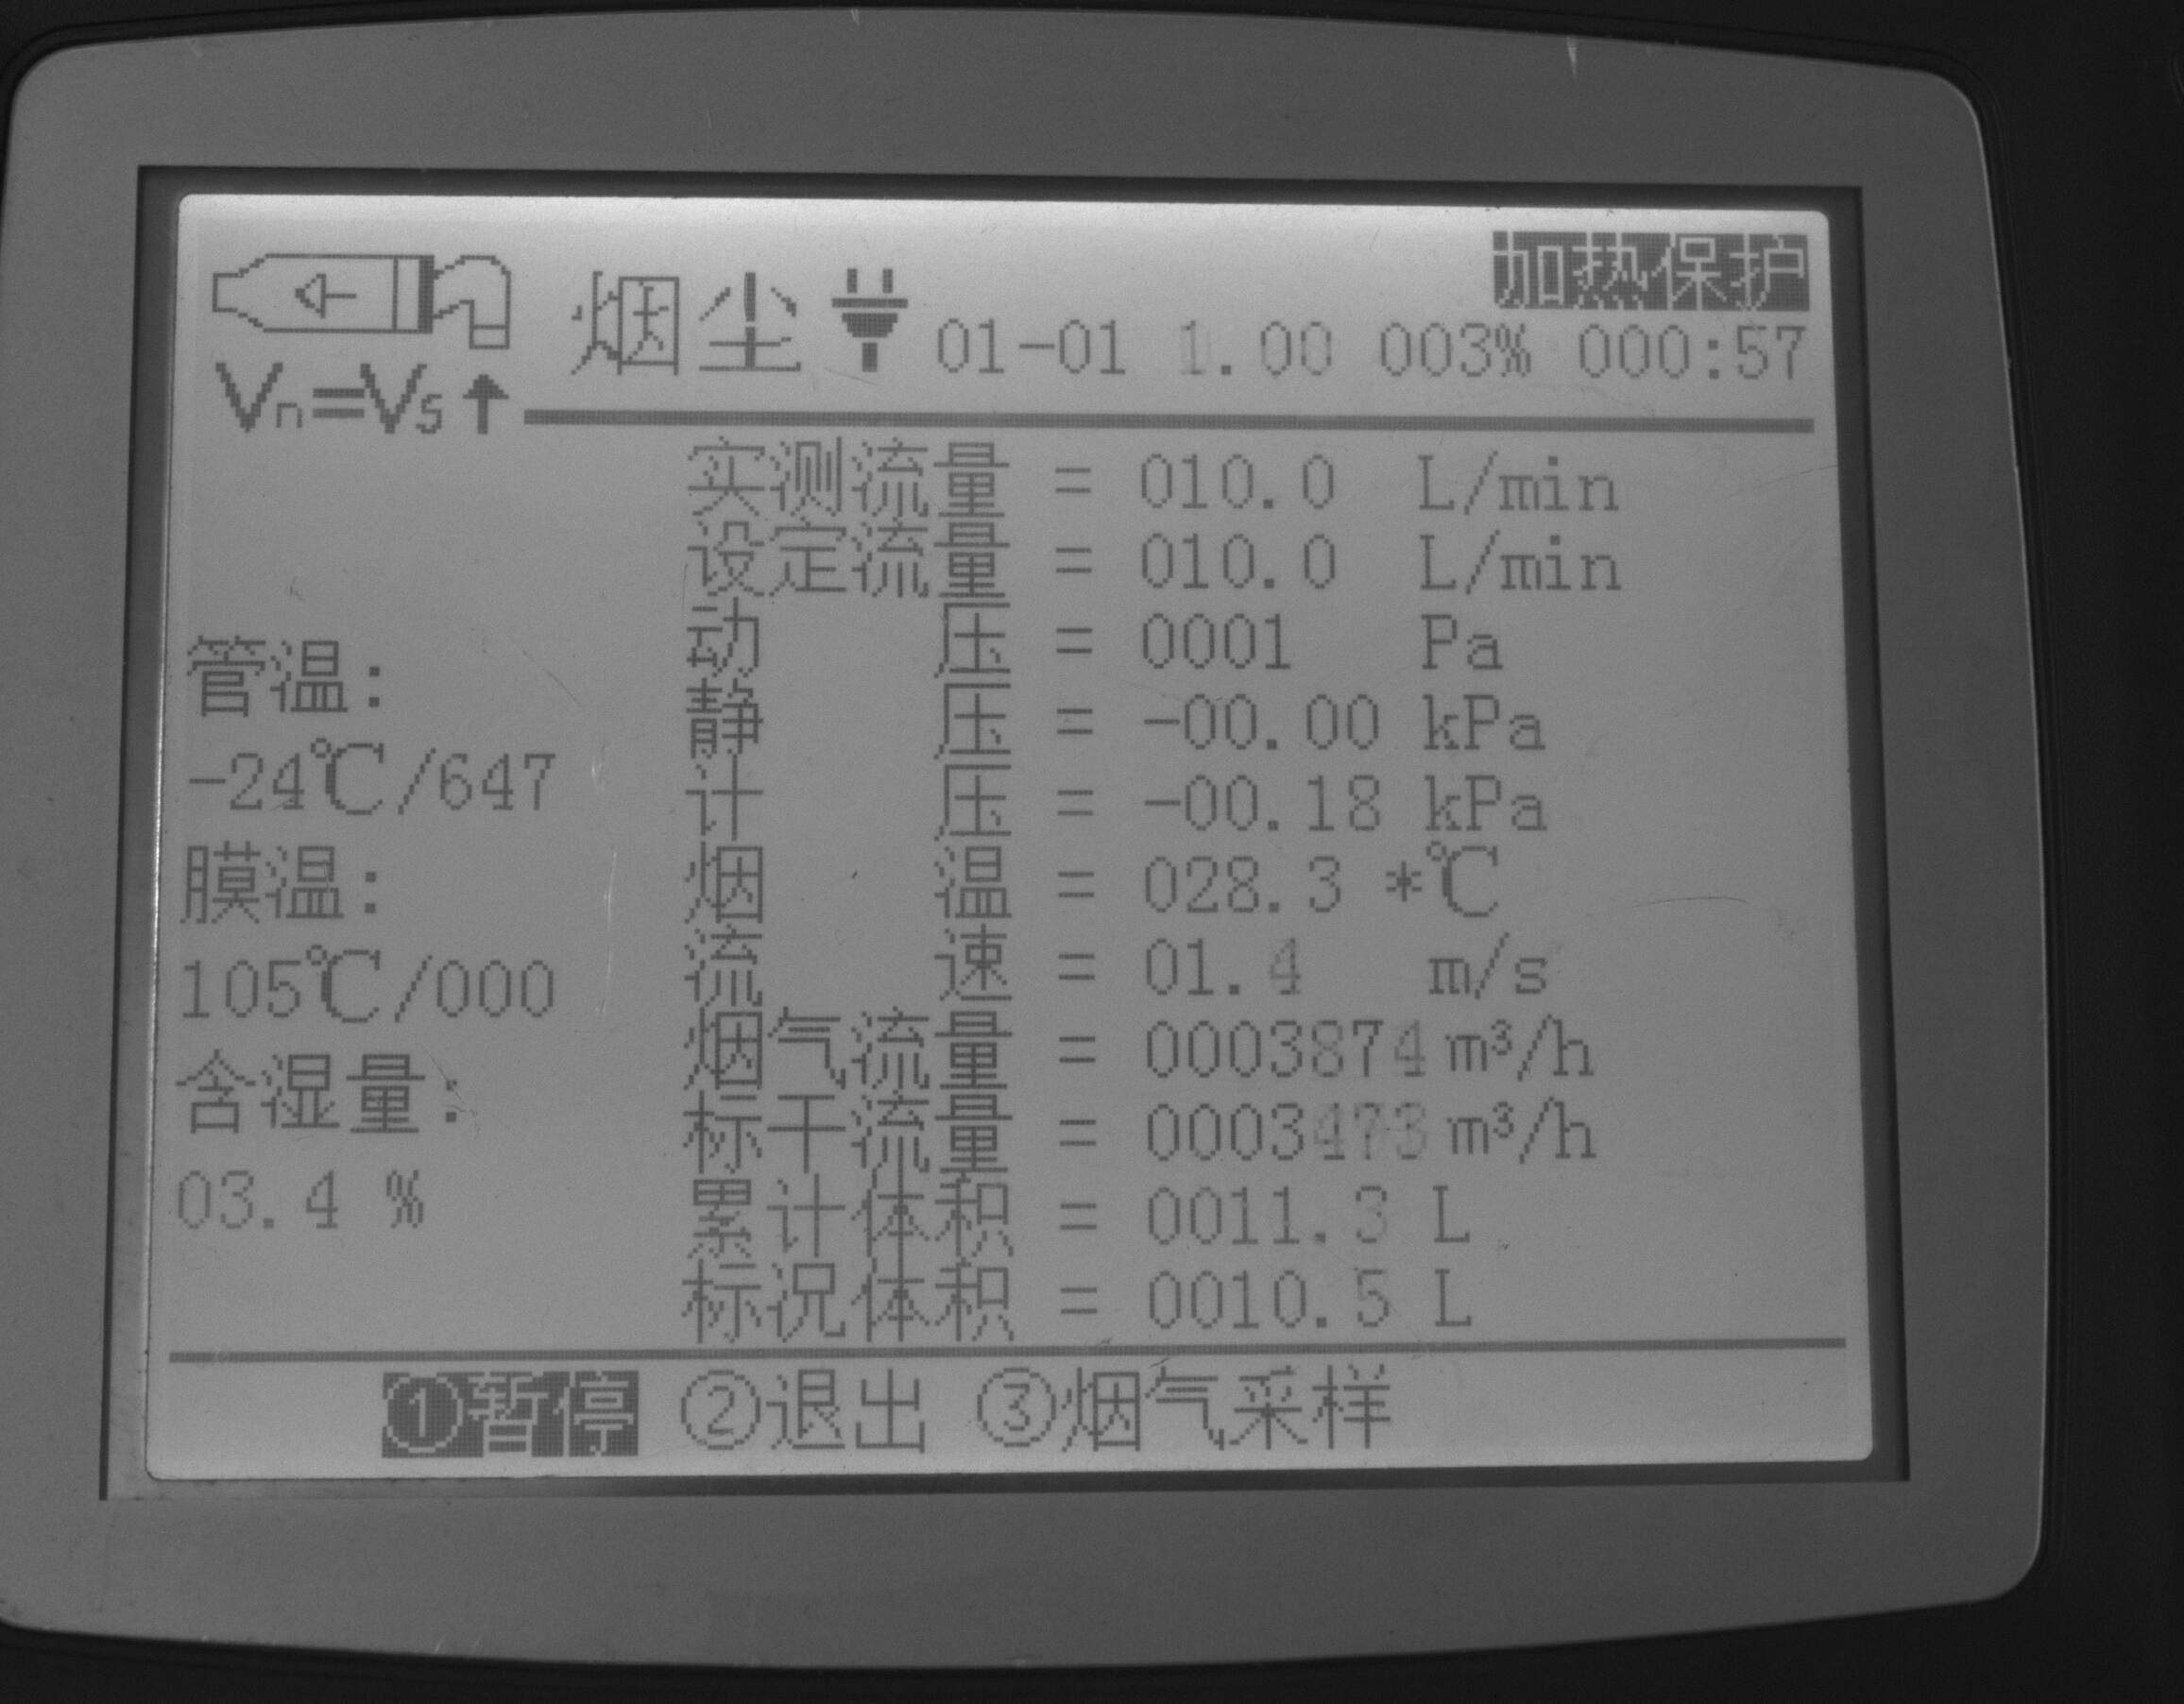 加热保护
烟尘 01-01 1.00 003% 000:57
Vn=Vs↑
实测流量 = 010.0 L/min
设定流量 = 010.0 L/min
动 压 = 0001 Pa
静 压 = -00.00 kPa
计 压 = -00.18 kPa
烟 温 = 028.3 *℃
流 速 = 01.4 m/s
烟气流量 = 0003874 m³/h
标干流量 = 0003473 m³/h
累计体积 = 0011.3 L
标况体积 = 0010.5 L
管温:
-24℃/647
膜温:
105℃/000
含湿量:
03.4 %
①暂停 ②退出 ③烟气采样